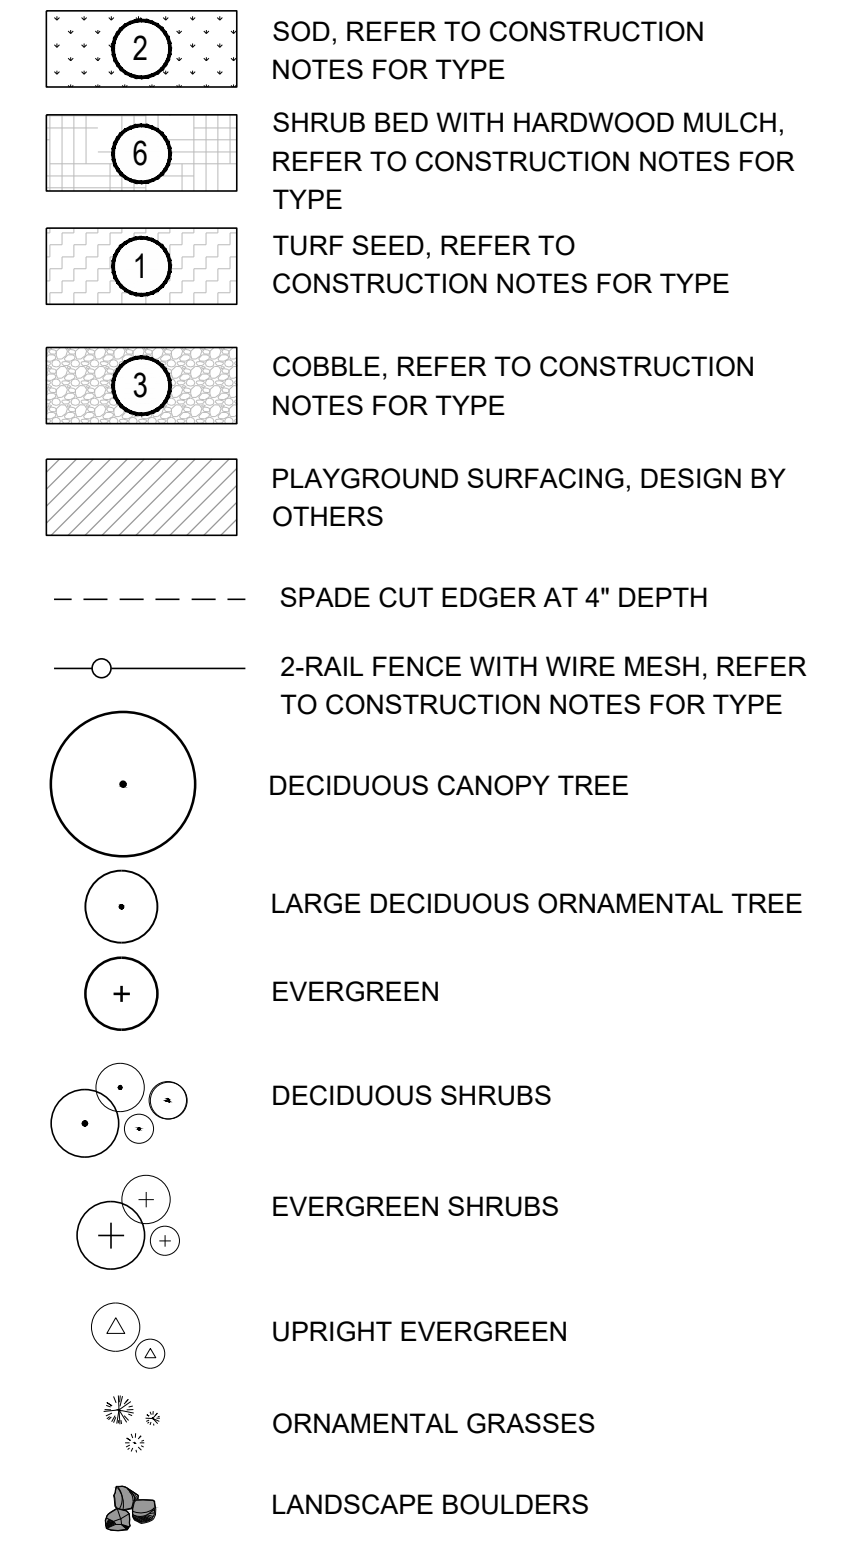 2
SOD, REFER TO CONSTRUCTION
NOTES FOR TYPE
6
SHRUB BED WITH HARDWOOD MULCH,
REFER TO CONSTRUCTION NOTES FOR
TYPE
1
TURF SEED, REFER TO
CONSTRUCTION NOTES FOR TYPE
3
COBBLE, REFER TO CONSTRUCTION
NOTES FOR TYPE
PLAYGROUND SURFACING, DESIGN BY
OTHERS
SPADE CUT EDGER AT 4" DEPTH
2-RAIL FENCE WITH WIRE MESH, REFER
TO CONSTRUCTION NOTES FOR TYPE
DECIDUOUS CANOPY TREE
LARGE DECIDUOUS ORNAMENTAL TREE
EVERGREEN
DECIDUOUS SHRUBS
EVERGREEN SHRUBS
UPRIGHT EVERGREEN
ORNAMENTAL GRASSES
LANDSCAPE BOULDERS